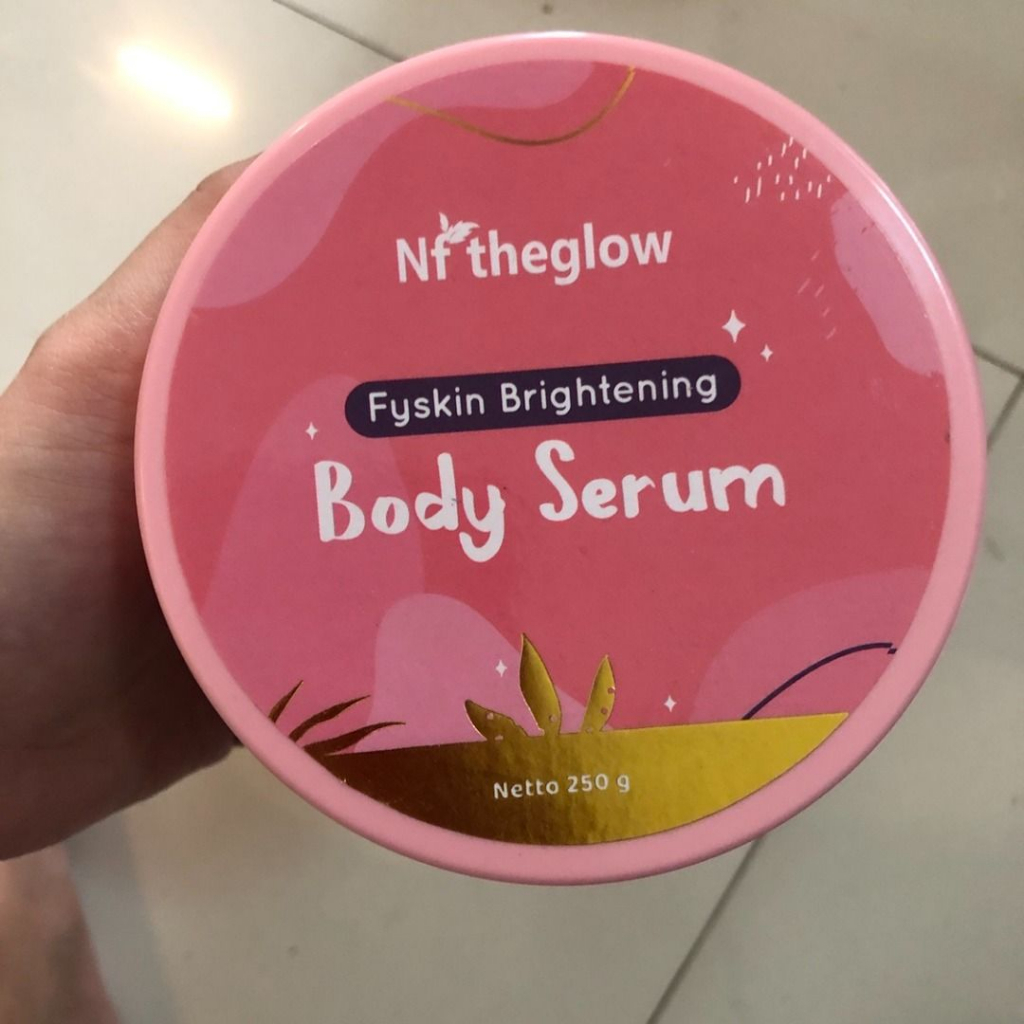 Nf theglow
Fyskin Brightening
Body Serum
Netto 250 g